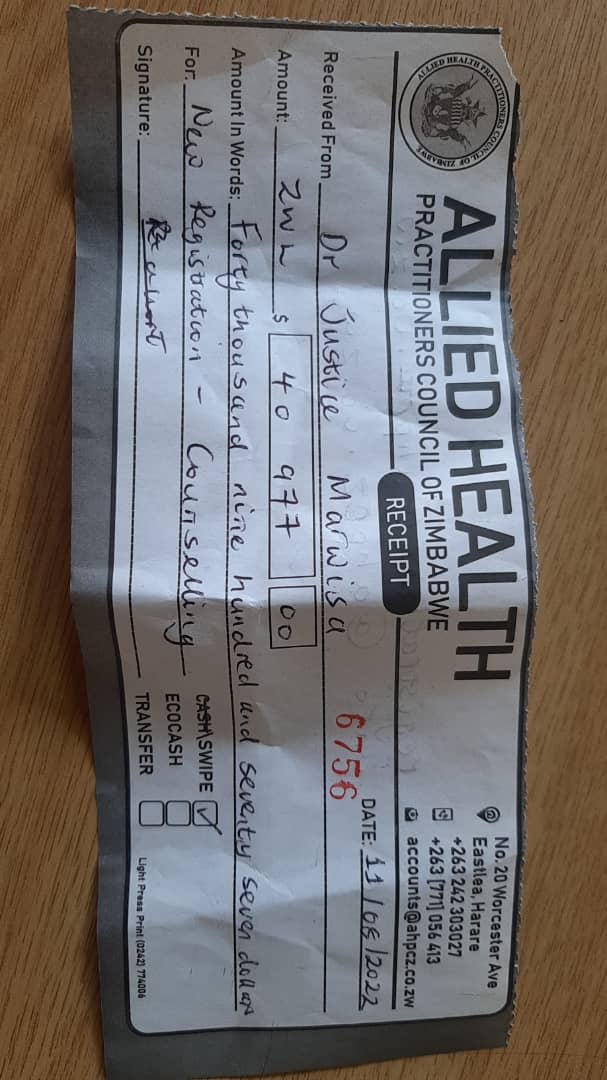 ALLIED HEALTH PRACTITIONERS COUNCIL OF ZIMBABWE
ALLIED HEALTH
PRACTITIONERS COUNCIL OF ZIMBABWE
No. 20 Worcester Ave
Eastlea, Harare
+263 242 303027
+263 (771) 056 413
accounts@ahpcz.co.zw
RECEIPT
DATE: 11/05/2022
6756
Received From Dr Justice Marwisa
Amount: ZWL $ 40 977 00
Amount In Words: Forty thousand nine hundred and seventy seven dollars
For: New Registration - Counselling
CASH\SWIPE
ECOCASH
Signature:
TRANSFER
Light Press Print (0242) 774006